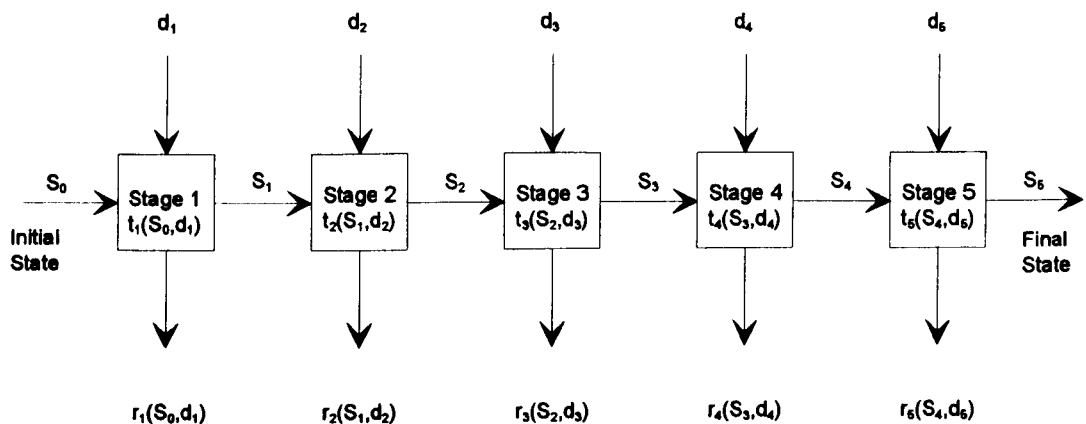 d₁ d₂ d₃ d₄ d₅
S₀ Stage 1 S₁ Stage 2 S₂ Stage 3 S₃ Stage 4 S₄ Stage 5 S₅
t₁(S₀,d₁) t₂(S₁,d₂) t₃(S₂,d₃) t₄(S₃,d₄) t₅(S₄,d₅)
Initial Final
State State
r₁(S₀,d₁) r₂(S₁,d₂) r₃(S₂,d₃) r₄(S₃,d₄) r₅(S₄,d₅)